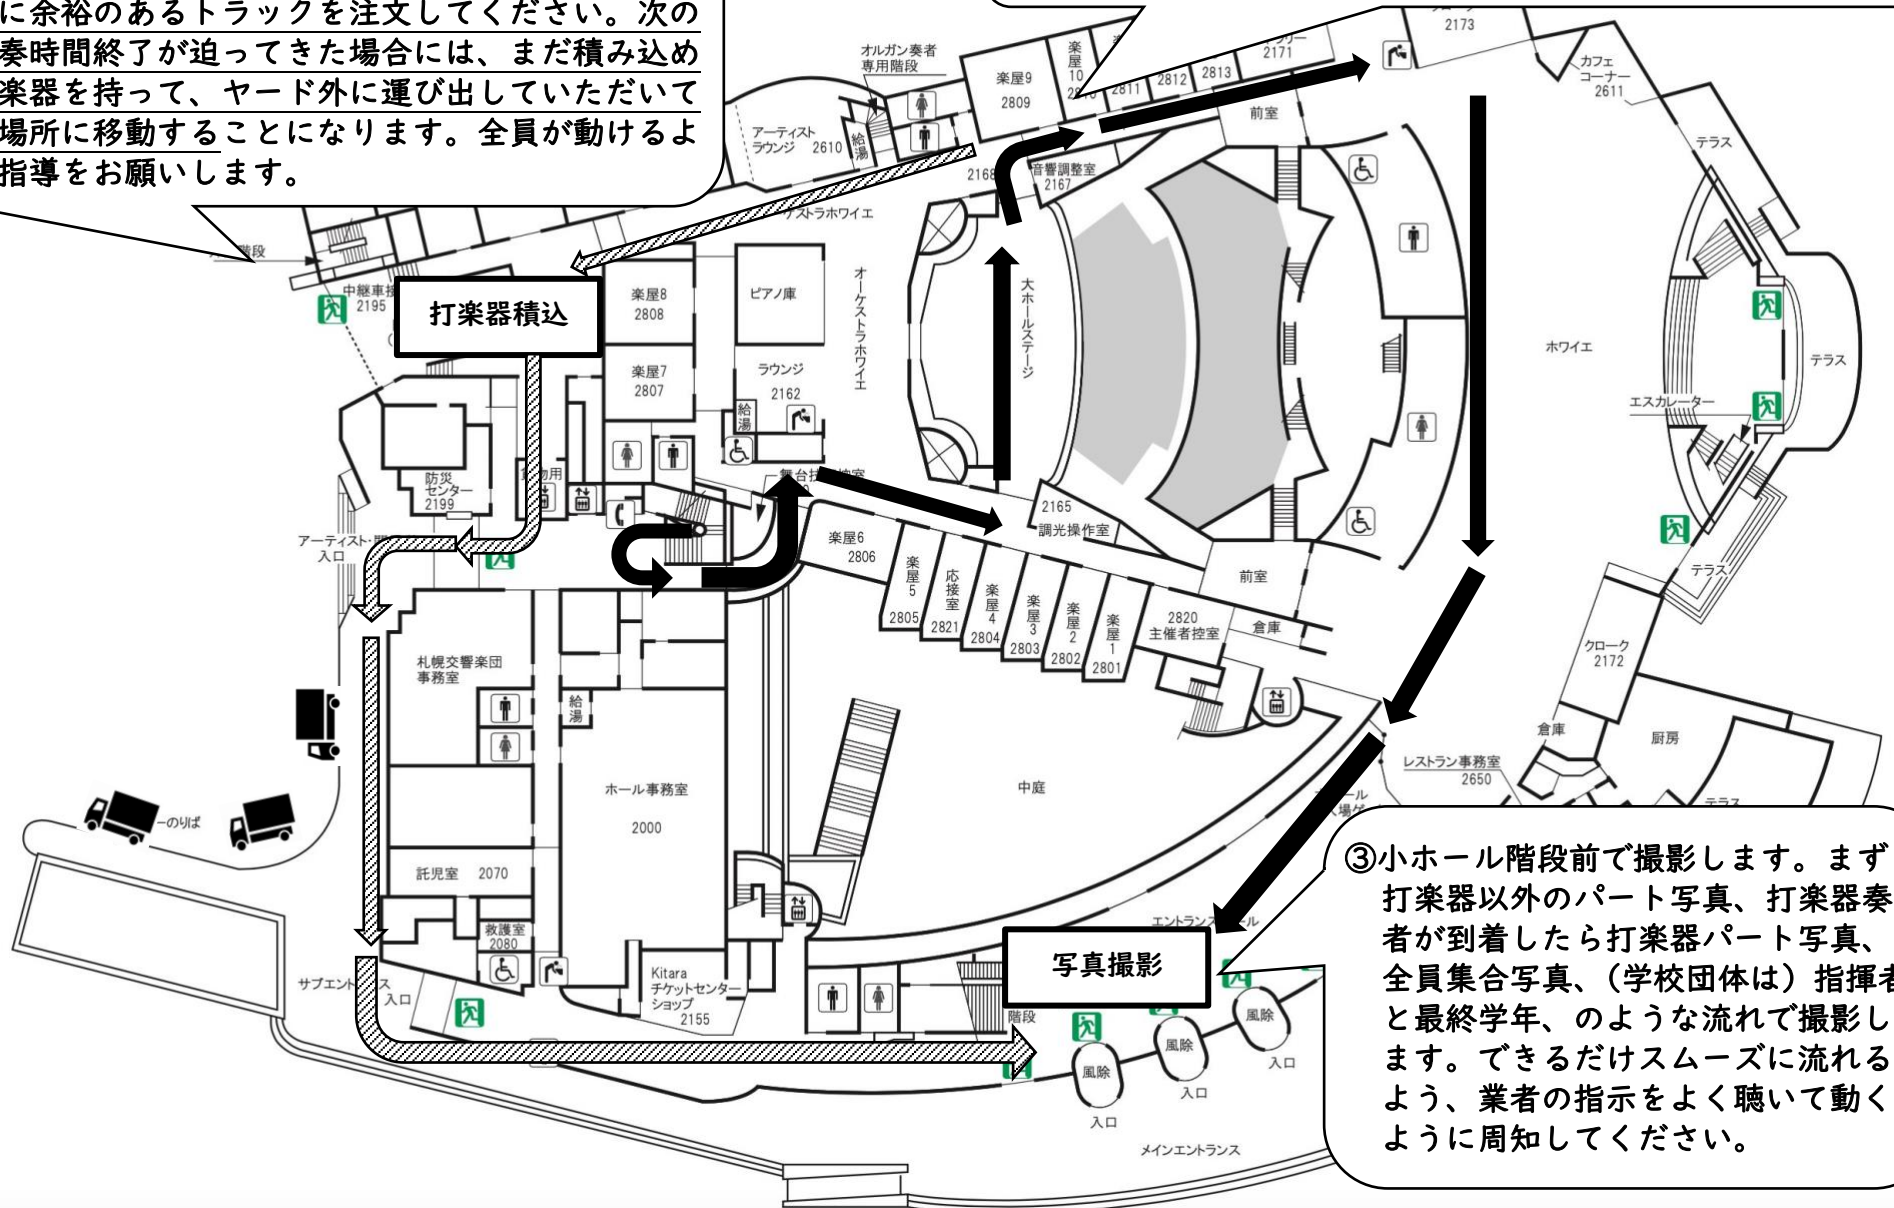 に余裕のあるトラックを注文してください。次の
奏時間終了が迫ってきた場合には、まだ積み込め
楽器を持って、ヤード外に運び出していただいて
場所に移動することになります。全員が動けるよ
指導をお願いします。
オルガン奏者
専用階段
楽屋9
2809
楽屋10
2811
2812
2813
2171
2173
カフェ
コーナー
2611
テラス
アーティスト
ラウンジ 2610
給湯
前室
2168
音響調整室
2167
階段
2195
打楽器積込
楽屋8
2808
ピアノ庫
オーケストラホワイエ
大ホールステージ
ホワイエ
テラス
楽屋7
2807
ラウンジ
2162
給湯
エスカレーター
防災
センター
2199
入口
2165
調光操作室
楽屋6
2806
楽屋5
2805
応接室
2821
楽屋4
2804
楽屋3
2803
楽屋2
2802
楽屋1
2801
前室
2820
主催者控室
倉庫
テラス
クローク
2172
札幌交響楽団
事務室
給湯
倉庫
厨房
レストラン事務室
2650
テラス
中庭
ホール事務室
2000
ーのりば
託児室 2070
救護室
2080
入口
Kitara
チケットセンター
ショップ
2155
写真撮影
階段
風除
風除
風除
入口
入口
入口
メインエントランス
③小ホール階段前で撮影します。まず
打楽器以外のパート写真、打楽器奏
者が到着したら打楽器パート写真、
全員集合写真、（学校団体は）指揮者
と最終学年、のような流れで撮影し
ます。できるだけスムーズに流れる
よう、業者の指示をよく聴いて動く
ように周知してください。